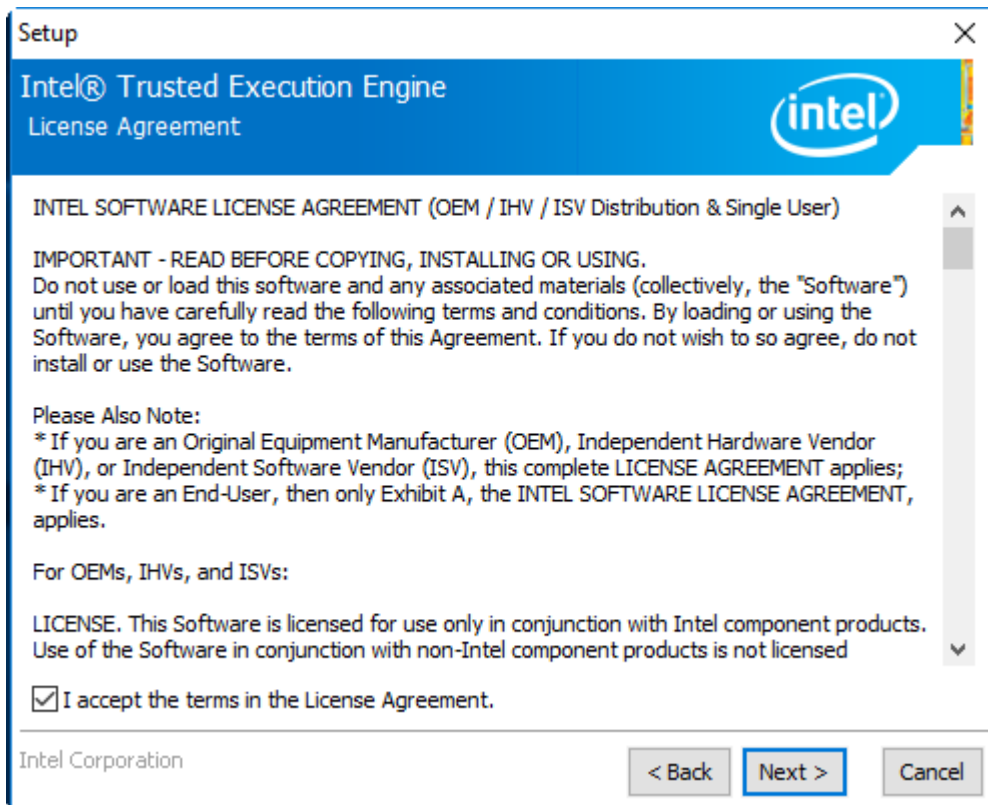 Setup
Intel® Trusted Execution Engine
License Agreement
intel
INTEL SOFTWARE LICENSE AGREEMENT (OEM / IHV / ISV Distribution & Single User)
IMPORTANT - READ BEFORE COPYING, INSTALLING OR USING.
Do not use or load this software and any associated materials (collectively, the "Software")
until you have carefully read the following terms and conditions. By loading or using the
Software, you agree to the terms of this Agreement. If you do not wish to so agree, do not
install or use the Software.
Please Also Note:
* If you are an Original Equipment Manufacturer (OEM), Independent Hardware Vendor
(IHV), or Independent Software Vendor (ISV), this complete LICENSE AGREEMENT applies;
* If you are an End-User, then only Exhibit A, the INTEL SOFTWARE LICENSE AGREEMENT,
applies.
For OEMs, IHVs, and ISVs:
LICENSE. This Software is licensed for use only in conjunction with Intel component products.
Use of the Software in conjunction with non-Intel component products is not licensed
I accept the terms in the License Agreement.
Intel Corporation
< Back Next > Cancel